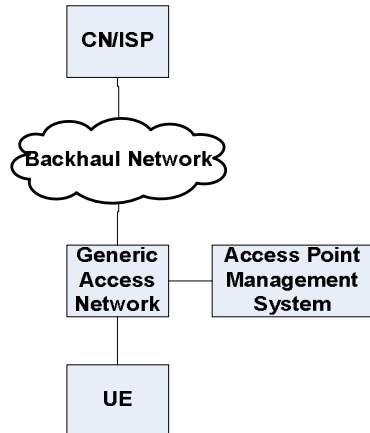 CN/ISP
Backhaul Network
Generic
Access
Network
Access Point
Management
System
UE